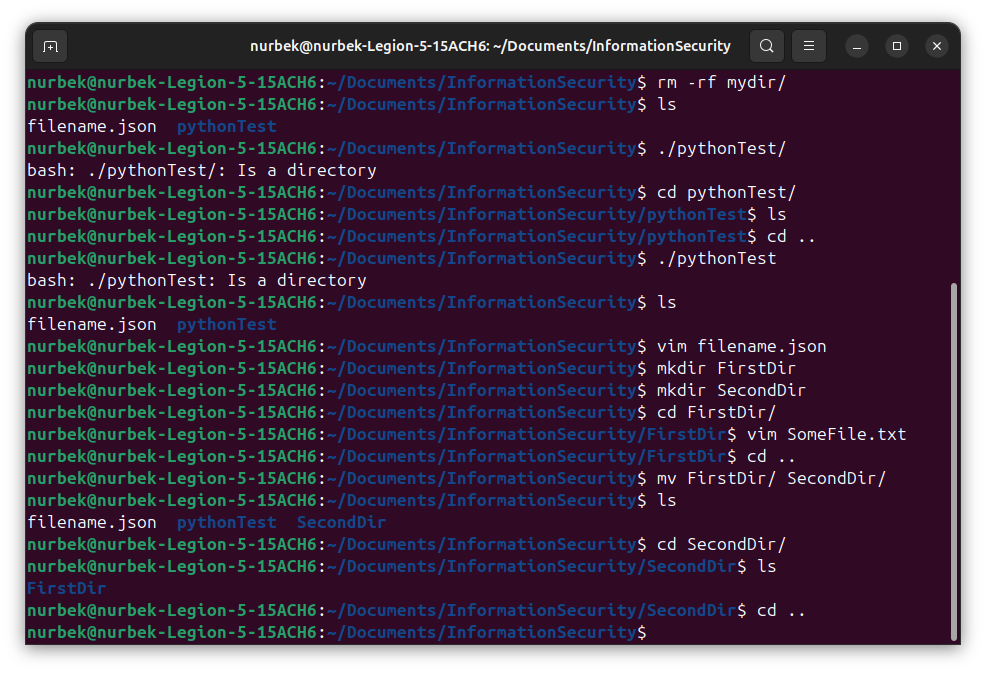 nurbek@nurbek-Legion-5-15ACH6: ~/Documents/InformationSecurity
nurbek@nurbek-Legion-5-15ACH6:~/Documents/InformationSecurity$ rm -rf mydir/
nurbek@nurbek-Legion-5-15ACH6:~/Documents/InformationSecurity$ ls
filename.json  pythonTest
nurbek@nurbek-Legion-5-15ACH6:~/Documents/InformationSecurity$ ./pythonTest/
bash: ./pythonTest/: Is a directory
nurbek@nurbek-Legion-5-15ACH6:~/Documents/InformationSecurity$ cd pythonTest/
nurbek@nurbek-Legion-5-15ACH6:~/Documents/InformationSecurity/pythonTest$ ls
nurbek@nurbek-Legion-5-15ACH6:~/Documents/InformationSecurity/pythonTest$ cd ..
nurbek@nurbek-Legion-5-15ACH6:~/Documents/InformationSecurity$ ./pythonTest
bash: ./pythonTest: Is a directory
nurbek@nurbek-Legion-5-15ACH6:~/Documents/InformationSecurity$ ls
filename.json  pythonTest
nurbek@nurbek-Legion-5-15ACH6:~/Documents/InformationSecurity$ vim filename.json
nurbek@nurbek-Legion-5-15ACH6:~/Documents/InformationSecurity$ mkdir FirstDir
nurbek@nurbek-Legion-5-15ACH6:~/Documents/InformationSecurity$ mkdir SecondDir
nurbek@nurbek-Legion-5-15ACH6:~/Documents/InformationSecurity$ cd FirstDir/
nurbek@nurbek-Legion-5-15ACH6:~/Documents/InformationSecurity/FirstDir$ vim SomeFile.txt
nurbek@nurbek-Legion-5-15ACH6:~/Documents/InformationSecurity/FirstDir$ cd ..
nurbek@nurbek-Legion-5-15ACH6:~/Documents/InformationSecurity$ mv FirstDir/ SecondDir/
nurbek@nurbek-Legion-5-15ACH6:~/Documents/InformationSecurity$ ls
filename.json  pythonTest  SecondDir
nurbek@nurbek-Legion-5-15ACH6:~/Documents/InformationSecurity$ cd SecondDir/
nurbek@nurbek-Legion-5-15ACH6:~/Documents/InformationSecurity/SecondDir$ ls
FirstDir
nurbek@nurbek-Legion-5-15ACH6:~/Documents/InformationSecurity/SecondDir$ cd ..
nurbek@nurbek-Legion-5-15ACH6:~/Documents/InformationSecurity$